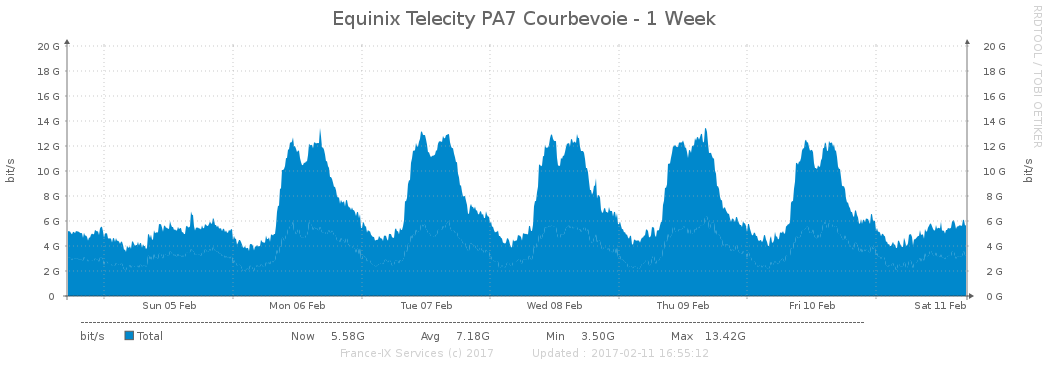 Equinix Telecity PA7 Courbevoie - 1 Week
RRDTOOL / TOBI OETIKER
bit/s
20 G 20 G
18 G 18 G
16 G 16 G
14 G 14 G
12 G 12 G
10 G 10 G
8 G 8 G
6 G 6 G
4 G 4 G
2 G 2 G
0 0 G
bit/s
Sun 05 Feb Mon 06 Feb Tue 07 Feb Wed 08 Feb Thu 09 Feb Fri 10 Feb Sat 11 Feb
bit/s Total Now 5.58G Avg 7.18G Min 3.50G Max 13.42G
France-IX Services (c) 2017 Updated : 2017-02-11 16:55:12